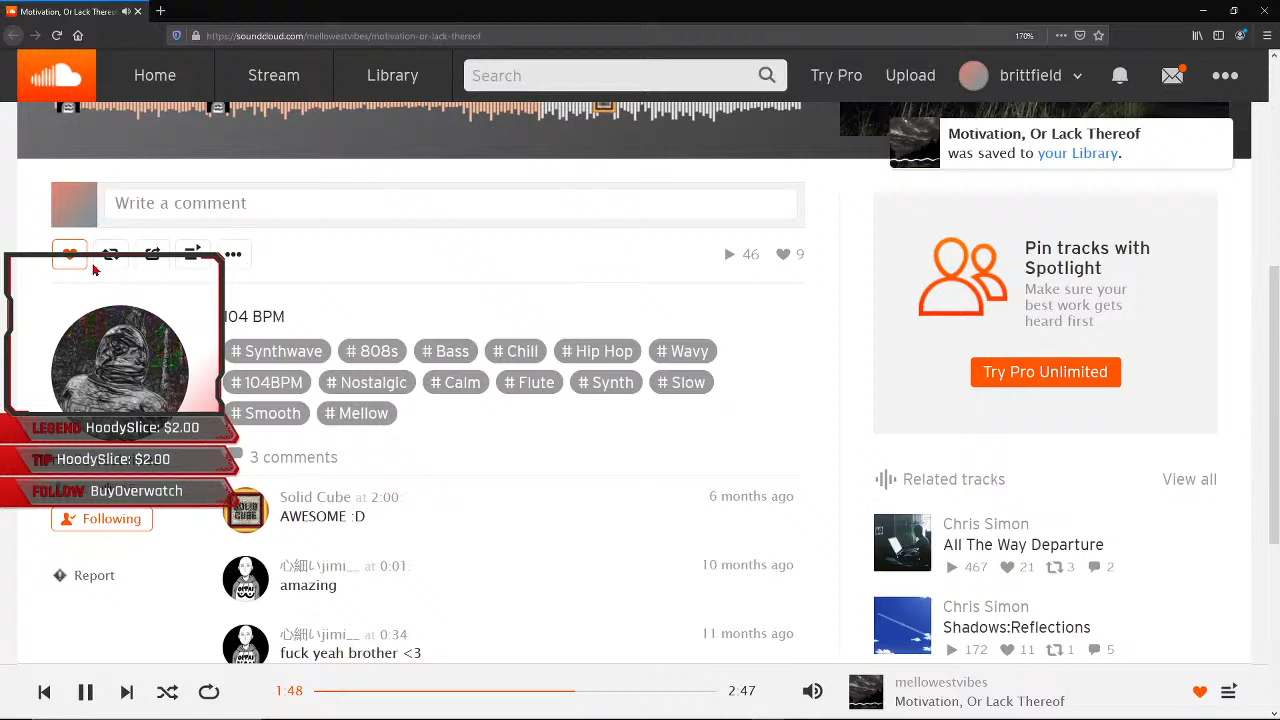 Motivation, Or Lack Thereof
https://soundcloud.com/mellowestvibes/motivation-or-lack-thereof
170%
Home
Stream
Library
Search
Try Pro
Upload
brittfield
Motivation, Or Lack Thereof
was saved to your Library.
Write a comment
46
9
Pin tracks with
Spotlight
Make sure your
best work gets
heard first
Try Pro Unlimited
104 BPM
# Synthwave # 808s # Bass # Chill # Hip Hop # Wavy
# 104BPM # Nostalgic # Calm # Flute # Synth # Slow
# Smooth # Mellow
LEGEND HoodySlice: $2.00
TIP HoodySlice: $2.00
FOLLOW BuyOverwatch
Following
Report
3 comments
Solid Cube at 2:00:
6 months ago
AWESOME :D
SOLID
CUBE
心細いjimi__ at 0:01:
10 months ago
amazing
心細いjimi__ at 0:34:
11 months ago
fuck yeah brother <3
Related tracks
View all
Chris Simon
All The Way Departure
467 21 3 2
Chris Simon
Shadows:Reflections
172 11 1 5
1:48
2:47
mellowestvibes
Motivation, Or Lack Thereof